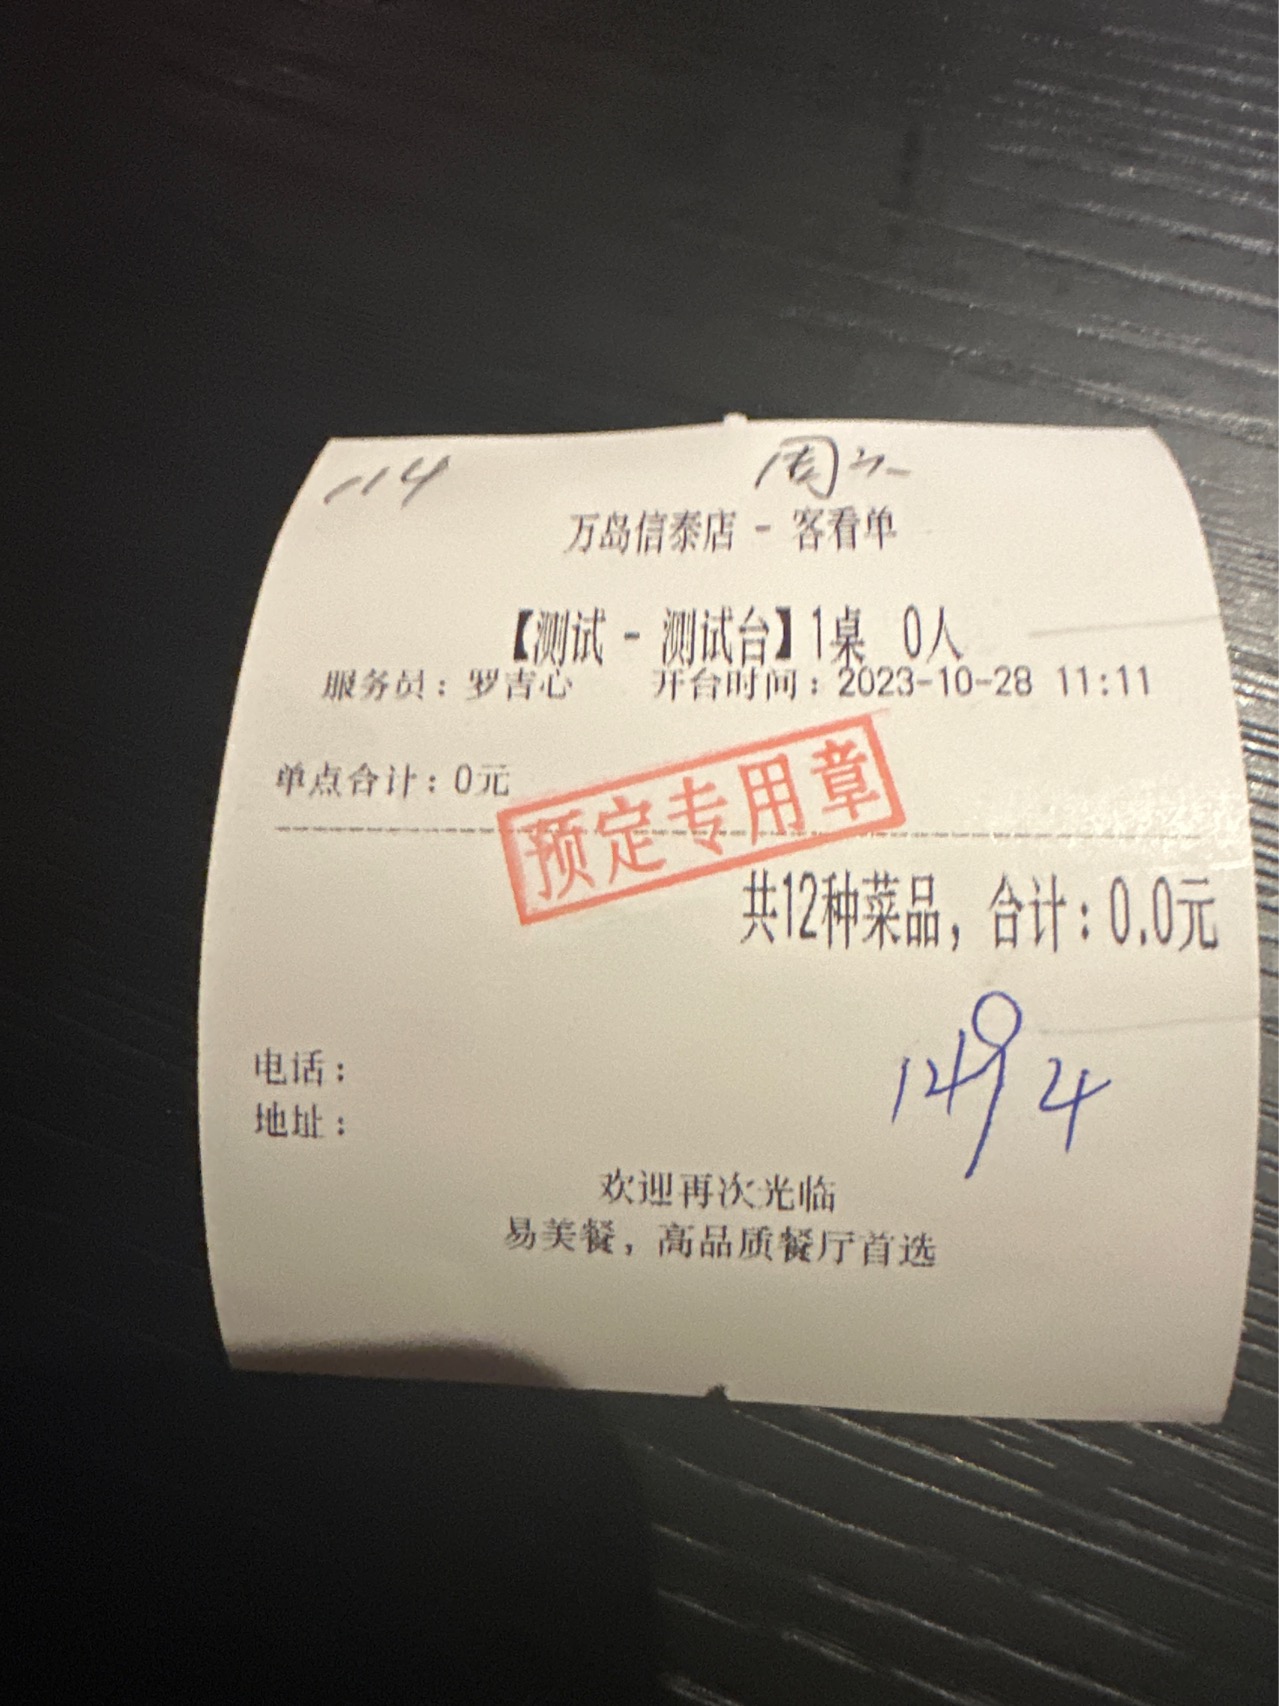 114 周六
万岛信泰店 - 客看单
【测试 - 测试台】1桌 0人
服务员：罗吉心 开台时间：2023-10-28 11:11
单点合计：0元
预定专用章
共12种菜品，合计：0.0元
1494
电话：
地址：
欢迎再次光临
易美餐，高品质餐厅首选